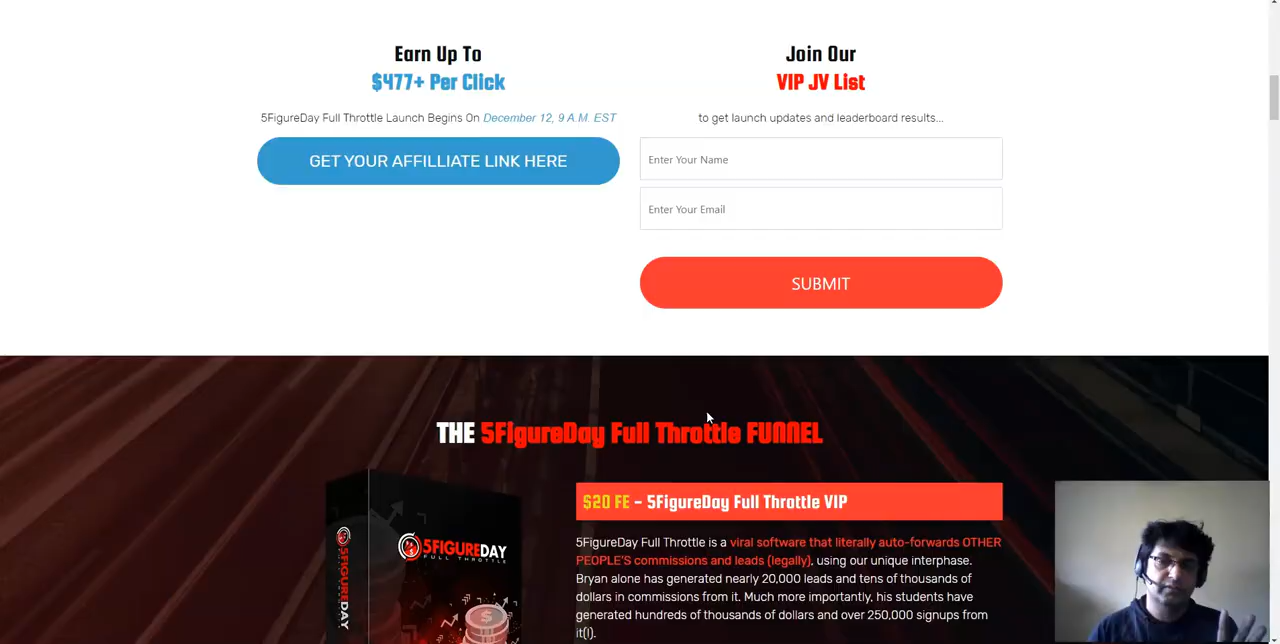 Earn Up To
$477+ Per Click
5FigureDay Full Throttle Launch Begins On December 12, 9 A.M. EST
GET YOUR AFFILLIATE LINK HERE
Join Our
VIP JV List
to get launch updates and leaderboard results...
Enter Your Name
Enter Your Email
SUBMIT
THE 5FigureDay Full Throttle FUNNEL
5FIGUREDAY
5FIGUREDAY
FULL THROTTLE
$20 FE - 5FigureDay Full Throttle VIP
5FigureDay Full Throttle is a viral software that literally auto-forwards OTHER
PEOPLE'S commissions and leads (legally), using our unique interphase.
Bryan alone has generated nearly 20,000 leads and tens of thousands of
dollars in commissions from it. Much more importantly, his students have
generated hundreds of thousands of dollars and over 250,000 signups from
it(!).